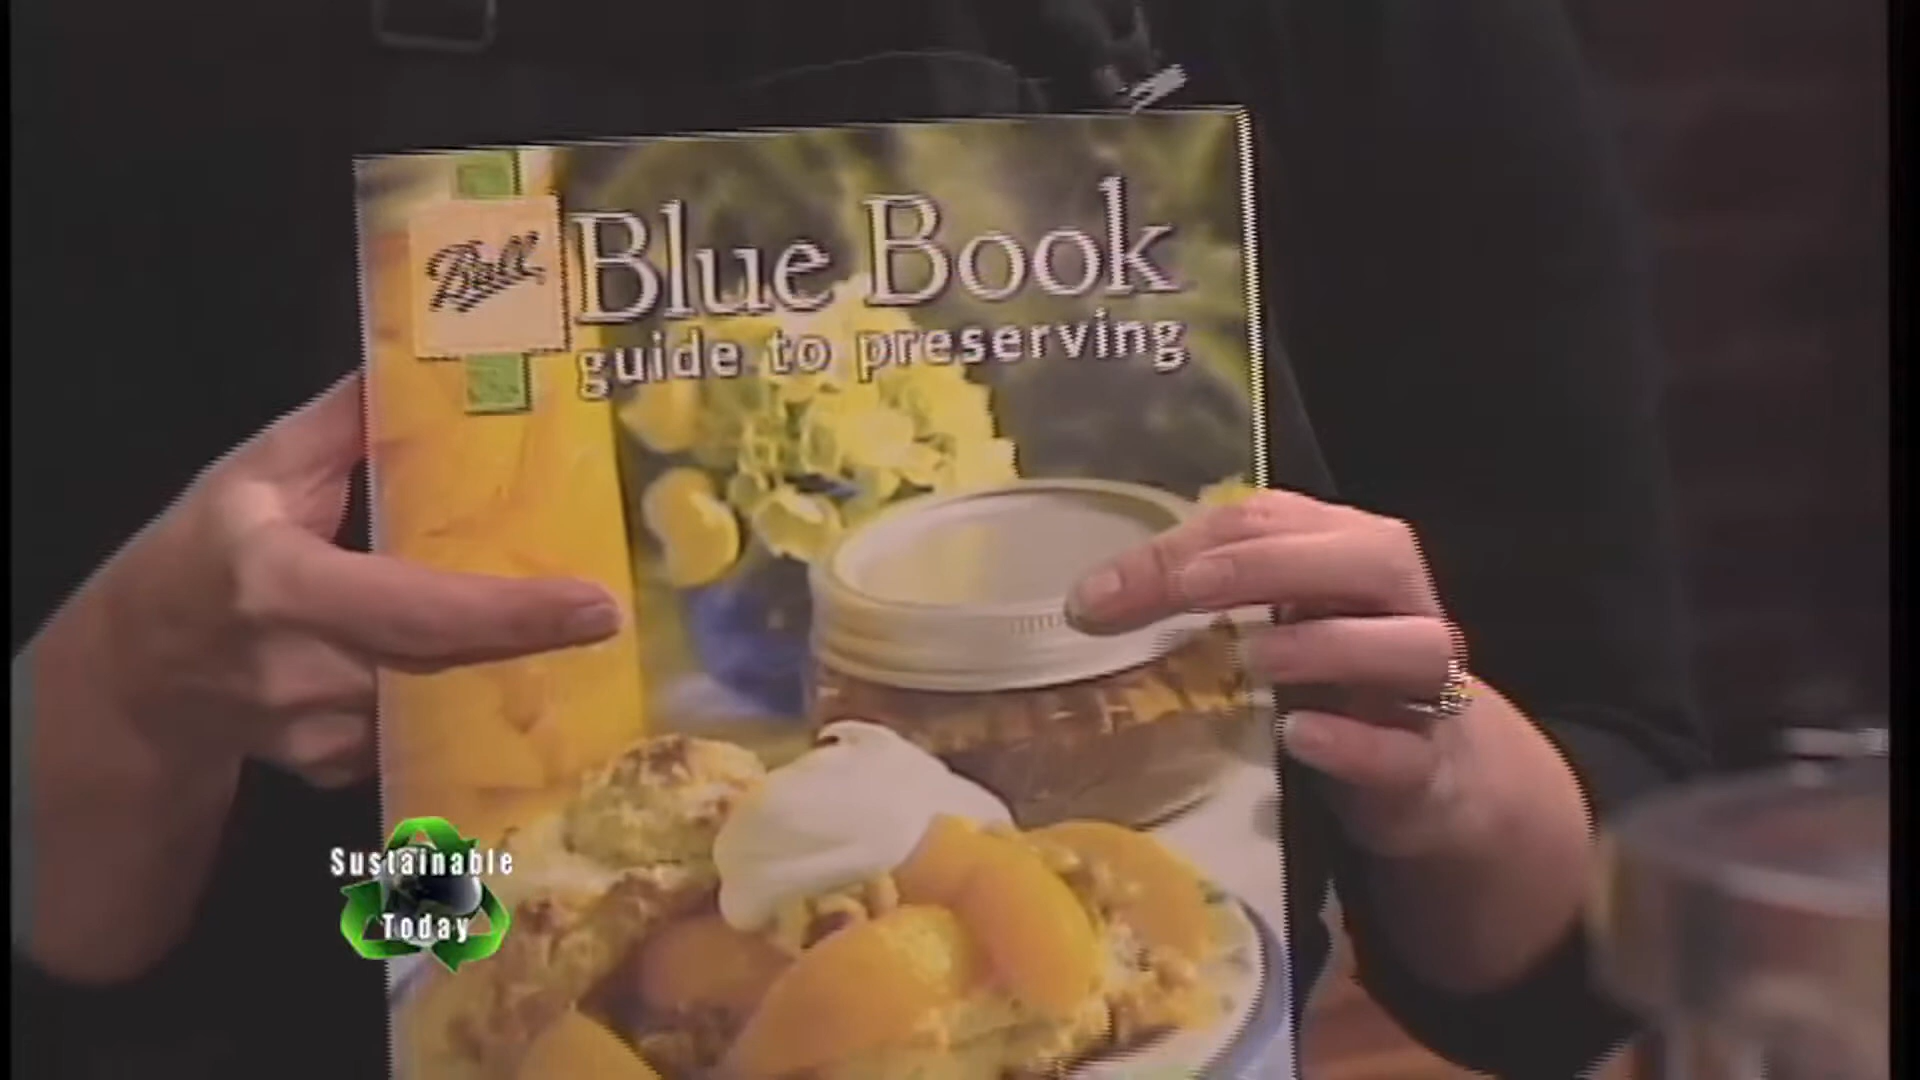 Ball
Blue Book
guide to preserving
Sustainable
Today